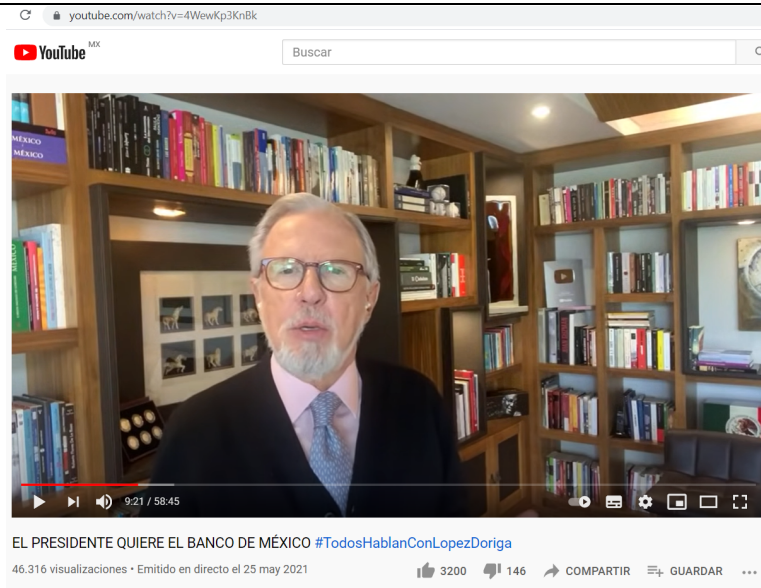 youtube.com/watch?v=4WewKp3KnBk
YouTube MX
Buscar
MÉXICO
MÉXICO
9:21 / 58:45
EL PRESIDENTE QUIERE EL BANCO DE MÉXICO #TodosHablanConLopezDoriga
46.316 visualizaciones • Emitido en directo el 25 may 2021
3200
146
COMPARTIR
GUARDAR